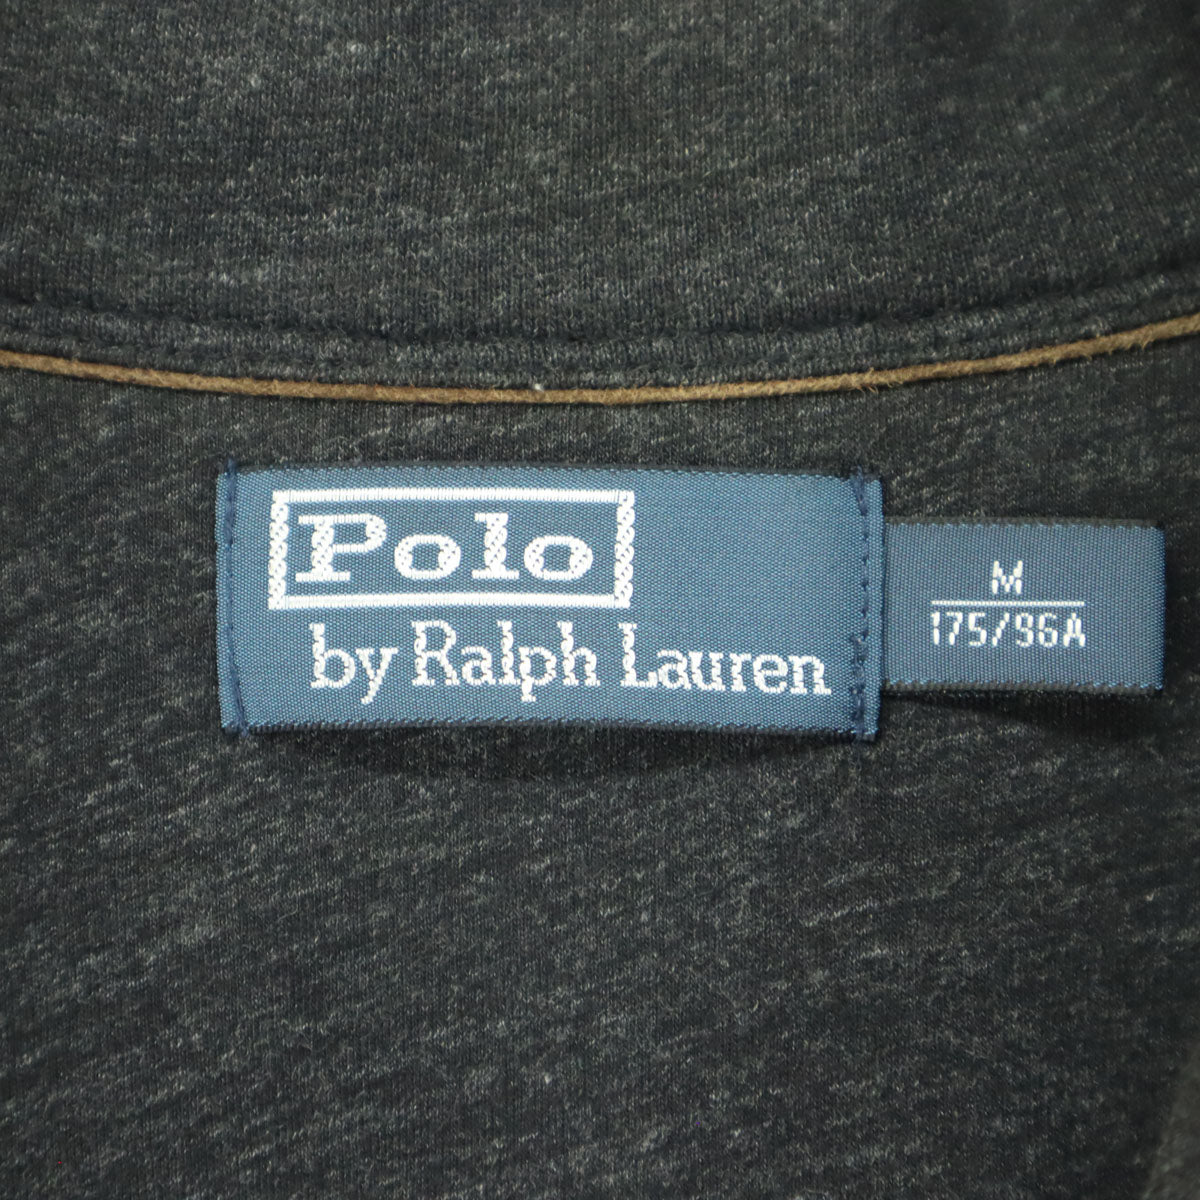 Polo
by Ralph Lauren
M
175/96A